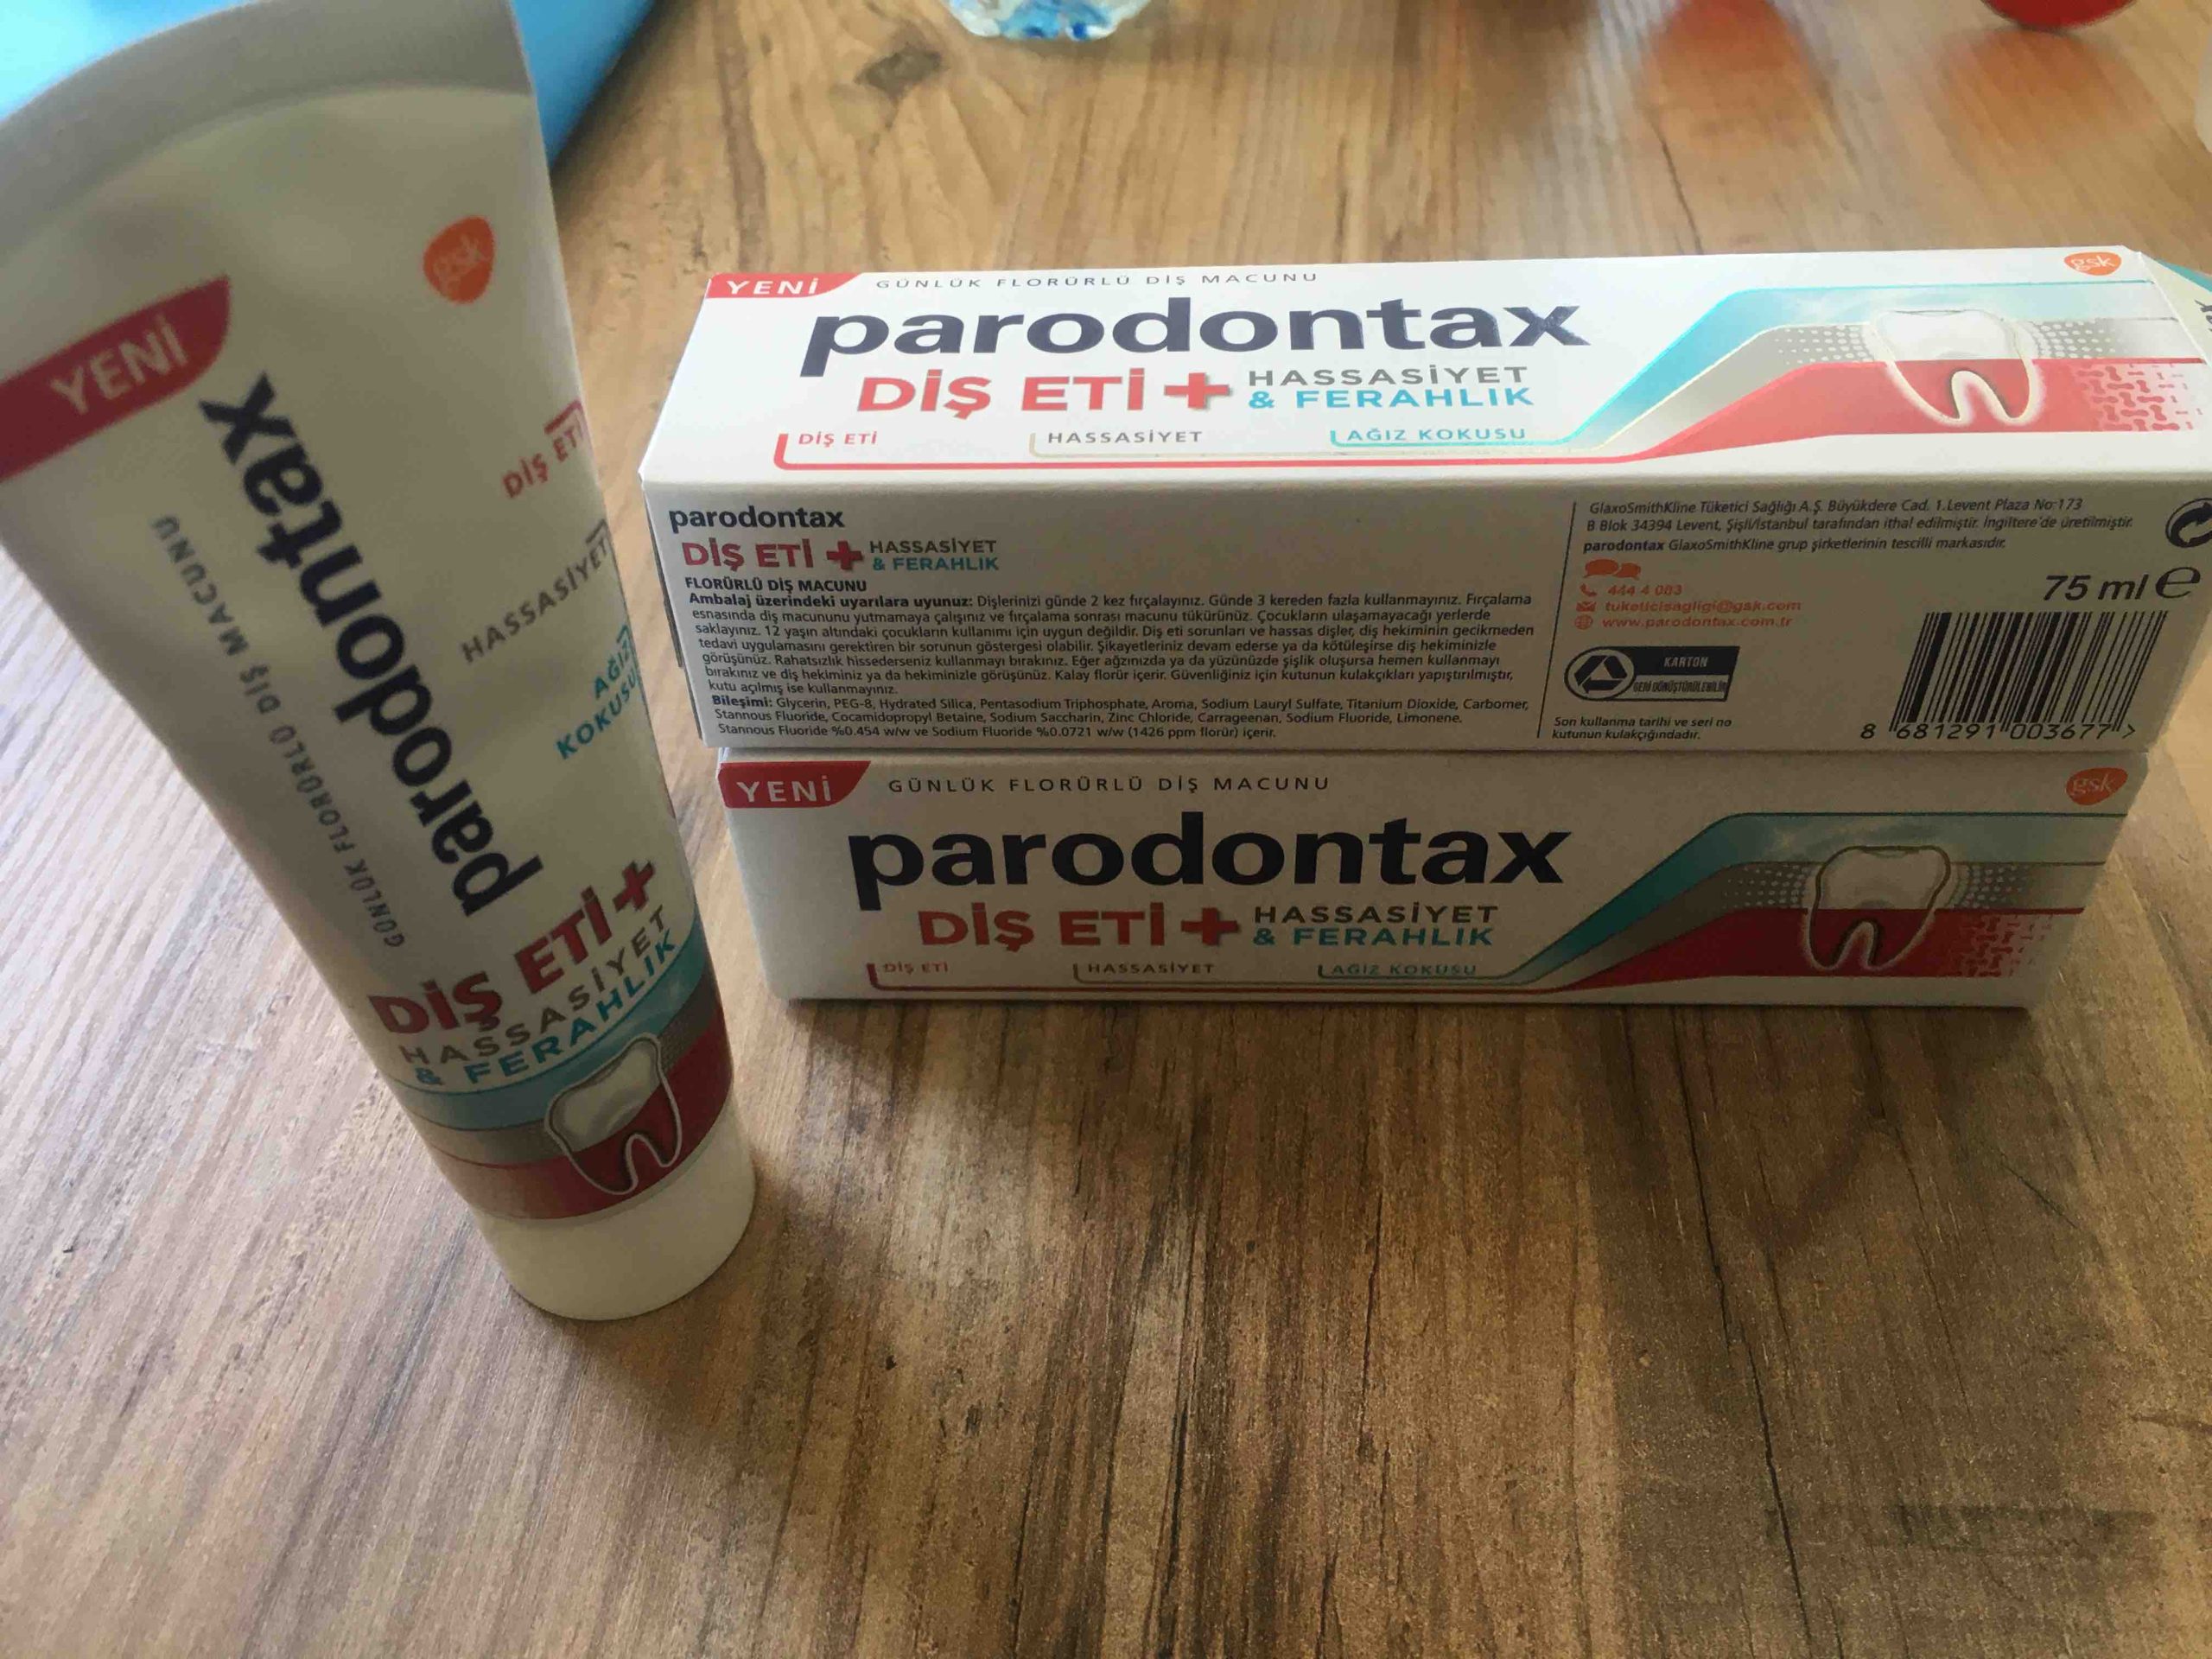 YENİ
gsk
parodontax
GÜNLÜK FLORÜRLÜ DİŞ MACUNU
DİŞ ETİ
HASSASİYET
AĞIZ
KOKUSU
DİŞ ETİ+
HASSASİYET
& FERAHLIK
YENİ
GÜNLÜK FLORÜRLÜ DİŞ MACUNU
gsk
parodontax
DİŞ ETİ + HASSASİYET
& FERAHLIK
DİŞ ETİ HASSASİYET AĞIZ KOKUSU
parodontax
DİŞ ETİ + HASSASİYET
& FERAHLIK
FLORÜRLÜ DİŞ MACUNU
Ambalaj üzerindeki uyarılara uyunuz: Dişlerinizi günde 2 kez fırçalayınız. Günde 3 kereden fazla kullanmayınız. Fırçalama
esnasında diş macununu yutmamaya çalışınız ve fırçalama sonrası macunu tükürünüz. Çocukların ulaşamayacağı yerlerde
saklayınız. 12 yaşın altındaki çocukların kullanımı için uygun değildir. Diş eti sorunları ve hassas dişler, diş hekiminin gecikmeden
tedavi uygulamasını gerektiren bir sorunun göstergesi olabilir. Şikayetleriniz devam ederse ya da kötüleşirse diş hekiminizle
görüşünüz. Rahatsızlık hissederseniz kullanmayı bırakınız. Eğer ağzınızda ya da yüzünüzde şişlik oluşursa hemen kullanmayı
bırakınız ve diş hekiminiz ya da hekiminizle görüşünüz. Kalay florür içerir. Güvenliğiniz için kutunun kulakçıkları yapıştırılmıştır,
kutu açılmış ise kullanmayınız.
Bileşimi: Glycerin, PEG-8, Hydrated Silica, Pentasodium Triphosphate, Aroma, Sodium Lauryl Sulfate, Titanium Dioxide, Carbomer,
Stannous Fluoride, Cocamidopropyl Betaine, Sodium Saccharin, Zinc Chloride, Carrageenan, Sodium Fluoride, Limonene.
Stannous Fluoride %0.454 w/w ve Sodium Fluoride %0.0721 w/w (1426 ppm florür) içerir.
GlaxoSmithKline Tüketici Sağlığı A.Ş. Büyükdere Cad. 1.Levent Plaza No:173
B Blok 34394 Levent, Şişli/İstanbul tarafından ithal edilmiştir. İngiltere'de üretilmiştir.
parodontax GlaxoSmithKline grup şirketlerinin tescilli markasıdır.
444 4 083
tuketicisagligi@gsk.com
www.parodontax.com.tr
75 ml e
KARTON
GERİ DÖNÜŞTÜRÜLEBİLİR
Son kullanma tarihi ve seri no
kutunun kulakçığındadır.
8 681291 003677 >
YENİ
GÜNLÜK FLORÜRLÜ DİŞ MACUNU
gsk
parodontax
DİŞ ETİ + HASSASİYET
& FERAHLIK
DİŞ ETİ HASSASİYET AĞIZ KOKUSU